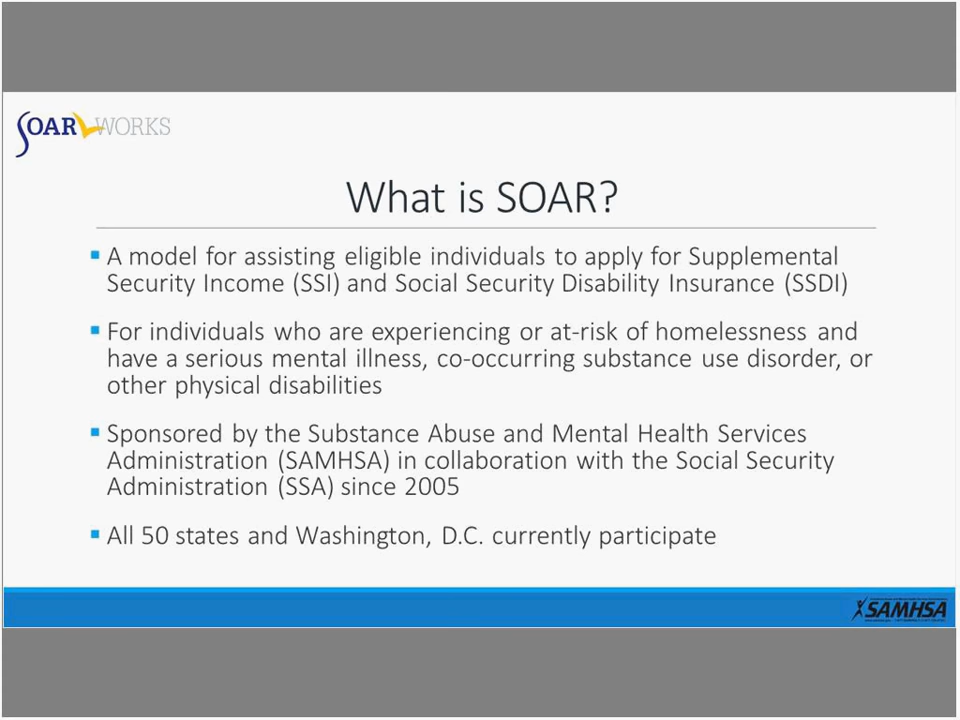 SOAR WORKS
What is SOAR?
▪ A model for assisting eligible individuals to apply for Supplemental
Security Income (SSI) and Social Security Disability Insurance (SSDI)
▪ For individuals who are experiencing or at-risk of homelessness and
have a serious mental illness, co-occurring substance use disorder, or
other physical disabilities
▪ Sponsored by the Substance Abuse and Mental Health Services
Administration (SAMHSA) in collaboration with the Social Security
Administration (SSA) since 2005
▪ All 50 states and Washington, D.C. currently participate
SAMHSA